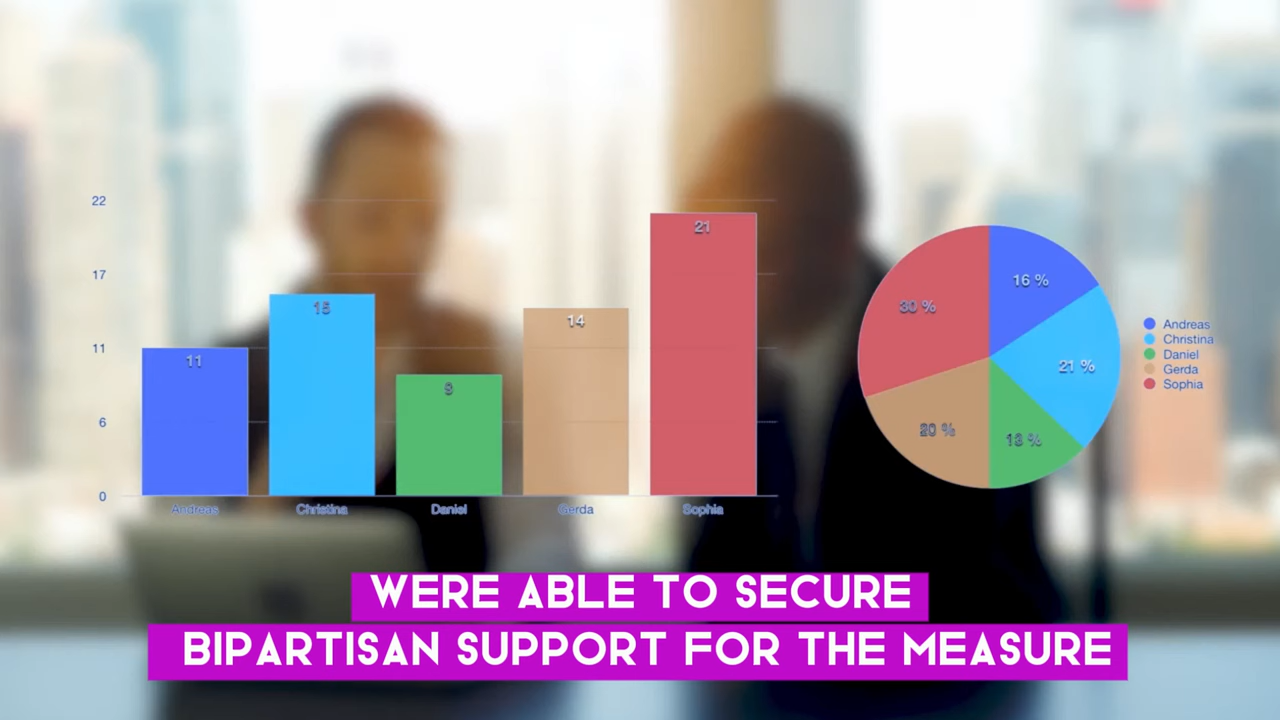 22
17
11
6
0
11
15
9
14
21
Andreas
Christina
Daniel
Gerda
Sophia
16 %
21 %
13 %
20 %
30 %
Andreas
Christina
Daniel
Gerda
Sophia
WERE ABLE TO SECURE
BIPARTISAN SUPPORT FOR THE MEASURE